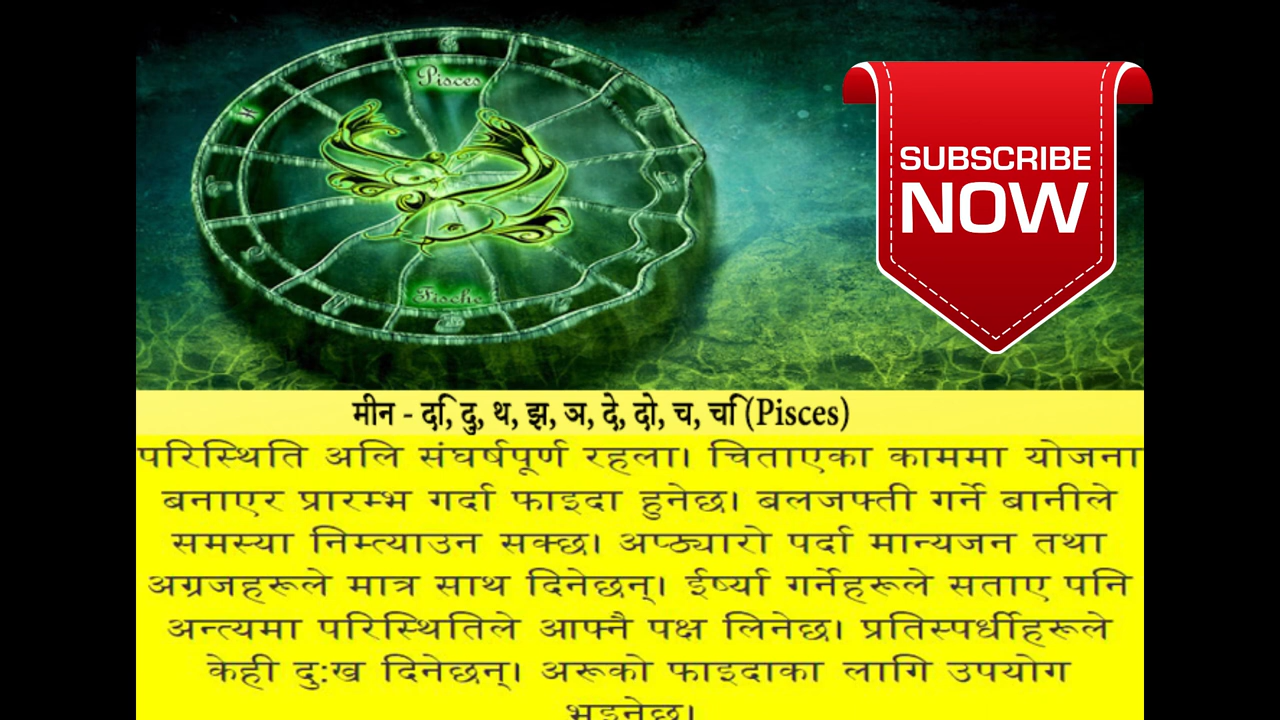 Pisces
SUBSCRIBE
NOW
Fische
मीन - दि, दु, थ, झ, ञ, दे, दो, च, चि (Pisces)
परिस्थिति अलि संघर्षपूर्ण रहला। चिताएका काममा योजना
बनाएर प्रारम्भ गर्दा फाइदा हुनेछ। बलजफ्ती गर्ने बानीले
समस्या निम्त्याउन सक्छ। अप्ठ्यारो पर्दा मान्यजन तथा
अग्रजहरूले मात्र साथ दिनेछन्। ईर्ष्या गर्नेहरूले सताए पनि
अन्त्यमा परिस्थितिले आफ्नै पक्ष लिनेछ। प्रतिस्पर्धीहरूले
केही दुःख दिनेछन्। अरूको फाइदाका लागि उपयोग
भइनेछ।